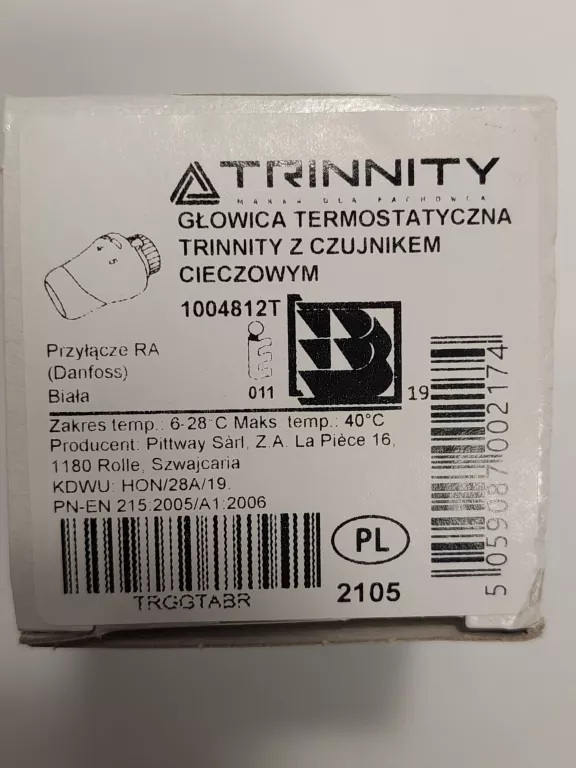 TRINNITY
MARKA DLA FACHOWCA
GŁOWICA TERMOSTATYCZNA
TRINNITY Z CZUJNIKEM
CIECZOWYM
1004812T
Przyłącze RA
(Danfoss)
Biała
011
19
Zakres temp.: 6-28°C Maks temp.: 40°C
Producent: Pittway Sàrl, Z.A. La Pièce 16,
1180 Rolle, Szwajcaria
KDWU: HON/28A/19.
PN-EN 215:2005/A1:2006
TRGGTABR
PL
2105
5 059087 002174